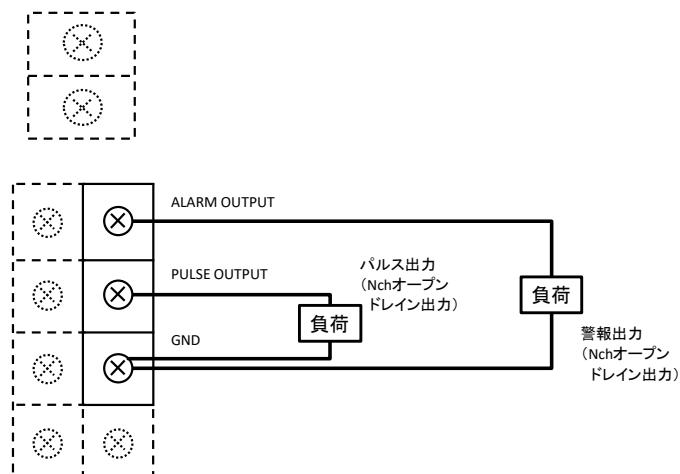 ALARM OUTPUT
PULSE OUTPUT
パルス出力
（Nchオープン
ドレイン出力）
負荷
負荷
GND
警報出力
（Nchオープン
ドレイン出力）